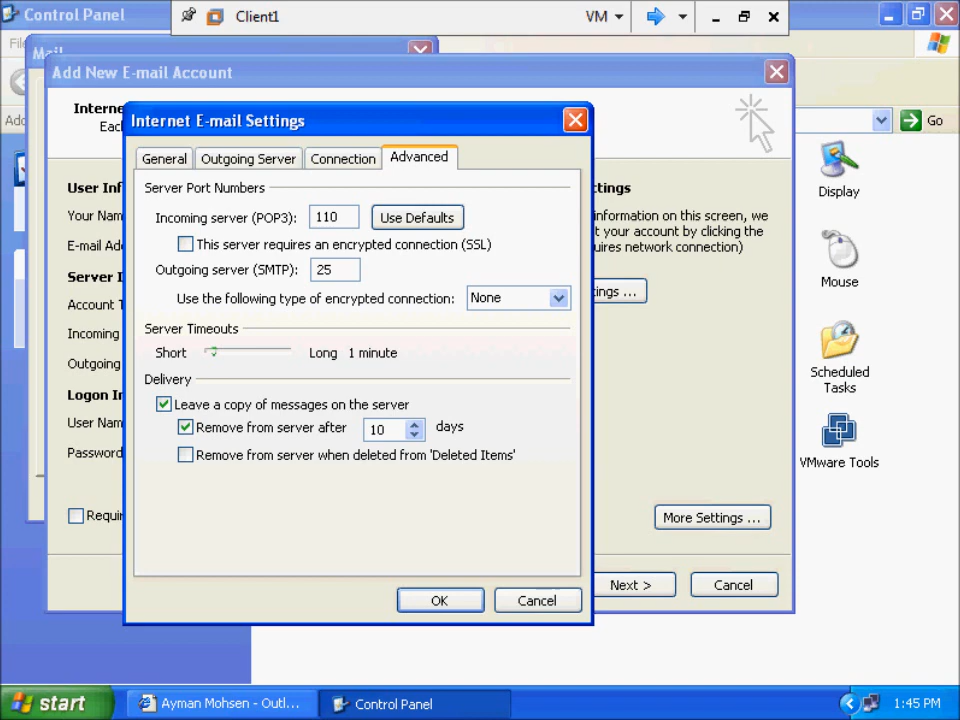 Control Panel
Client1
VM
File
Mail
Add New E-mail Account
Interne
Each
Add
Go
Internet E-mail Settings
General
Outgoing Server
Connection
Advanced
Server Port Numbers
Incoming server (POP3): 110 Use Defaults
This server requires an encrypted connection (SSL)
Outgoing server (SMTP): 25
Use the following type of encrypted connection: None
Server Timeouts
Short Long 1 minute
Delivery
Leave a copy of messages on the server
Remove from server after 10 days
Remove from server when deleted from 'Deleted Items'
OK Cancel
User Inf
Your Nam
E-mail Ad
Server I
Account T
Incoming
Outgoing
Logon In
User Nam
Password
Requir
ttings
information on this screen, we
t your account by clicking the
uires network connection)
ings ...
More Settings ...
Next > Cancel
Display
Mouse
Scheduled
Tasks
VMware Tools
start
Ayman Mohsen - Outl...
Control Panel
1:45 PM